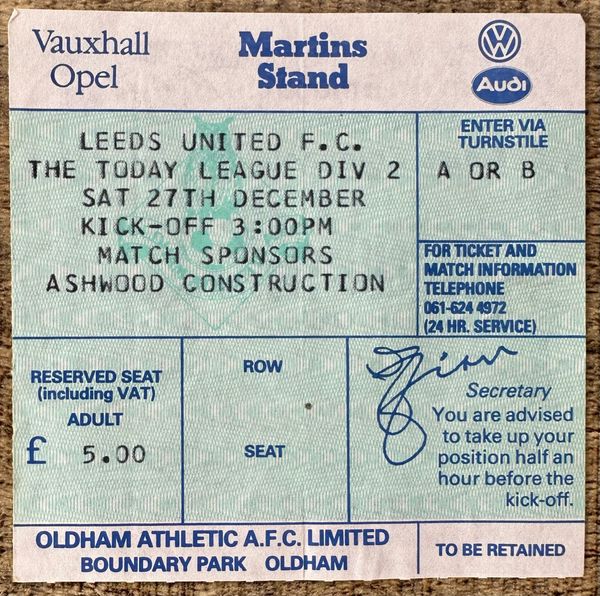 Vauxhall
Opel
Martins
Stand
VW
Audi
LEEDS UNITED F.C.
THE TODAY LEAGUE DIV 2
SAT 27TH DECEMBER
KICK-OFF 3:00PM
MATCH SPONSORS
ASHWOOD CONSTRUCTION
ENTER VIA
TURNSTILE
A OR B
FOR TICKET AND
MATCH INFORMATION
TELEPHONE
061-624 4972
(24 HR. SERVICE)
RESERVED SEAT
(including VAT)
ADULT
£ 5.00
ROW
SEAT
Secretary
You are advised
to take up your
position half an
hour before the
kick-off.
OLDHAM ATHLETIC A.F.C. LIMITED
BOUNDARY PARK OLDHAM
TO BE RETAINED